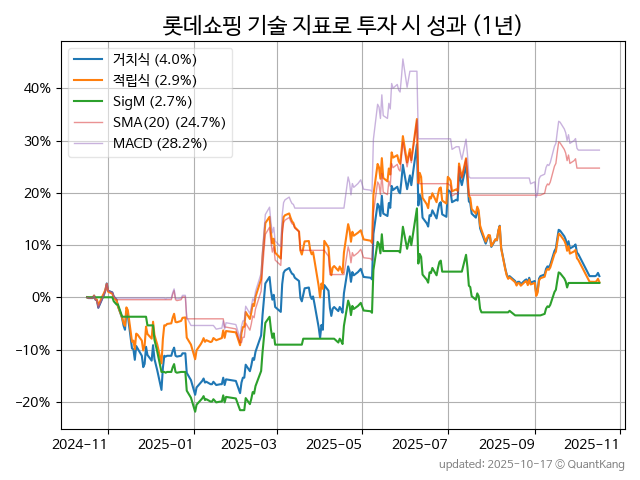 롯데쇼핑 기술 지표로 투자 시 성과 (1년)
거치식 (4.0%)
적립식 (2.9%)
SigM (2.7%)
SMA(20) (24.7%)
MACD (28.2%)
40%
30%
20%
10%
0%
−10%
−20%
2024-11
2025-01
2025-03
2025-05
2025-07
2025-09
2025-11
updated: 2025-10-17 © QuantKang